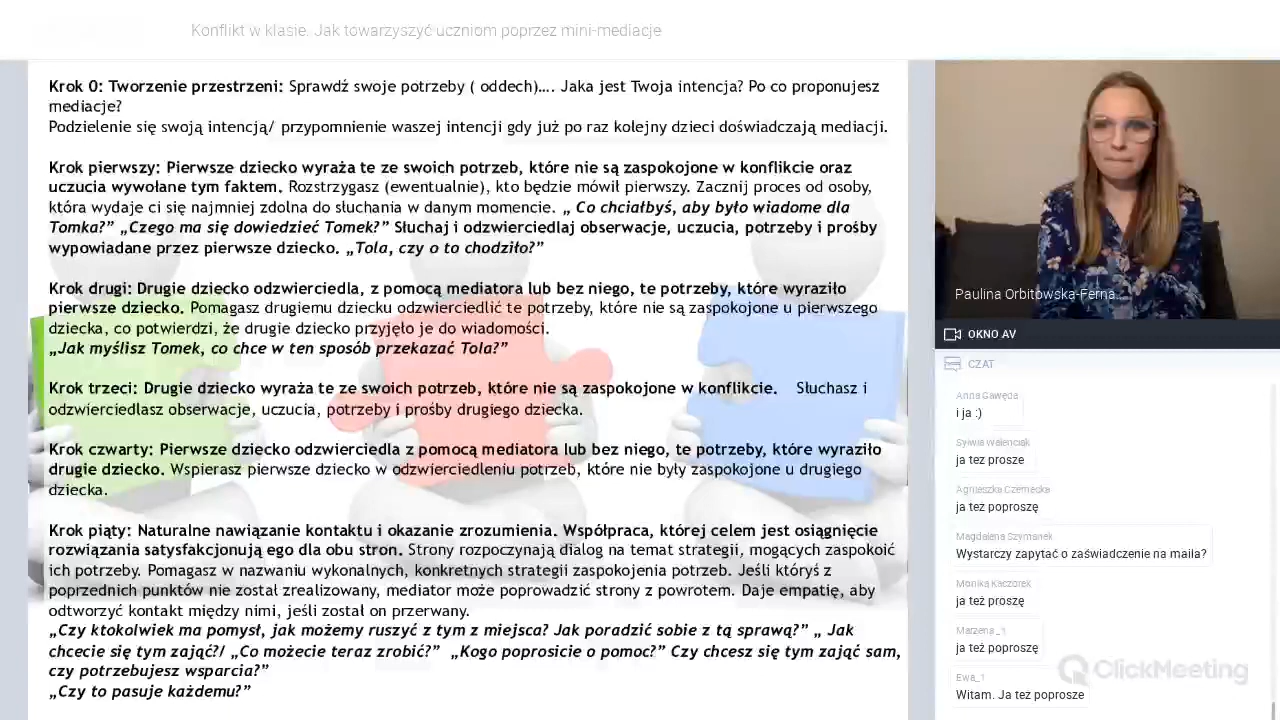 Konflikt w klasie. Jak towarzyszyć uczniom poprzez mini-mediacje
Krok 0: Tworzenie przestrzeni: Sprawdź swoje potrzeby ( oddech)…. Jaka jest Twoja intencja? Po co proponujesz
mediacje?
Podzielenie się swoją intencją/ przypomnienie waszej intencji gdy już po raz kolejny dzieci doświadczają mediacji.
Krok pierwszy: Pierwsze dziecko wyraża te ze swoich potrzeb, które nie są zaspokojone w konflikcie oraz
uczucia wywołane tym faktem. Rozstrzygasz (ewentualnie), kto będzie mówił pierwszy. Zacznij proces od osoby,
która wydaje ci się najmniej zdolna do słuchania w danym momencie. „ Co chciałbyś, aby było wiadome dla
Tomka?” „Czego ma się dowiedzieć Tomek?” Słuchaj i odzwierciedlaj obserwacje, uczucia, potrzeby i prośby
wypowiadane przez pierwsze dziecko. „Tola, czy o to chodziło?”
Krok drugi: Drugie dziecko odzwierciedla, z pomocą mediatora lub bez niego, te potrzeby, które wyraziło
pierwsze dziecko. Pomagasz drugiemu dziecku odzwierciedlić te potrzeby, które nie są zaspokojone u pierwszego
dziecka, co potwierdzi, że drugie dziecko przyjęło je do wiadomości.
„Jak myślisz Tomek, co chce w ten sposób przekazać Tola?”
Krok trzeci: Drugie dziecko wyraża te ze swoich potrzeb, które nie są zaspokojone w konflikcie. Słuchasz i
odzwierciedlasz obserwacje, uczucia, potrzeby i prośby drugiego dziecka.
Krok czwarty: Pierwsze dziecko odzwierciedla z pomocą mediatora lub bez niego, te potrzeby, które wyraziło
drugie dziecko. Wspierasz pierwsze dziecko w odzwierciedleniu potrzeb, które nie były zaspokojone u drugiego
dziecka.
Krok piąty: Naturalne nawiązanie kontaktu i okazanie zrozumienia. Współpraca, której celem jest osiągnięcie
rozwiązania satysfakcjonują ego dla obu stron. Strony rozpoczynają dialog na temat strategii, mogących zaspokoić
ich potrzeby. Pomagasz w nazwaniu wykonalnych, konkretnych strategii zaspokojenia potrzeb. Jeśli któryś z
poprzednich punktów nie został zrealizowany, mediator może poprowadzić strony z powrotem. Daje empatię, aby
odtworzyć kontakt między nimi, jeśli został on przerwany.
„Czy ktokolwiek ma pomysł, jak możemy ruszyć z tym z miejsca? Jak poradzić sobie z tą sprawą?” „ Jak
chcecie się tym zająć?/ „Co możecie teraz zrobić?” „Kogo poprosicie o pomoc?” Czy chcesz się tym zająć sam,
czy potrzebujesz wsparcia?”
„Czy to pasuje każdemu?”
Paulina Orbitowska-Ferna...
OKNO AV
CZAT
Anna Gawęda
i ja :)
Sylwia Waleńciak
ja tez prosze
Agnieszka Czernecka
ja też poproszę
Magdalena Szymanek
Wystarczy zapytać o zaświadczenie na maila?
Monika Kaczorek
ja też proszę
Marzena _1
ja też poproszę
Ewa_1
Witam. Ja też poprosze
ClickMeeting